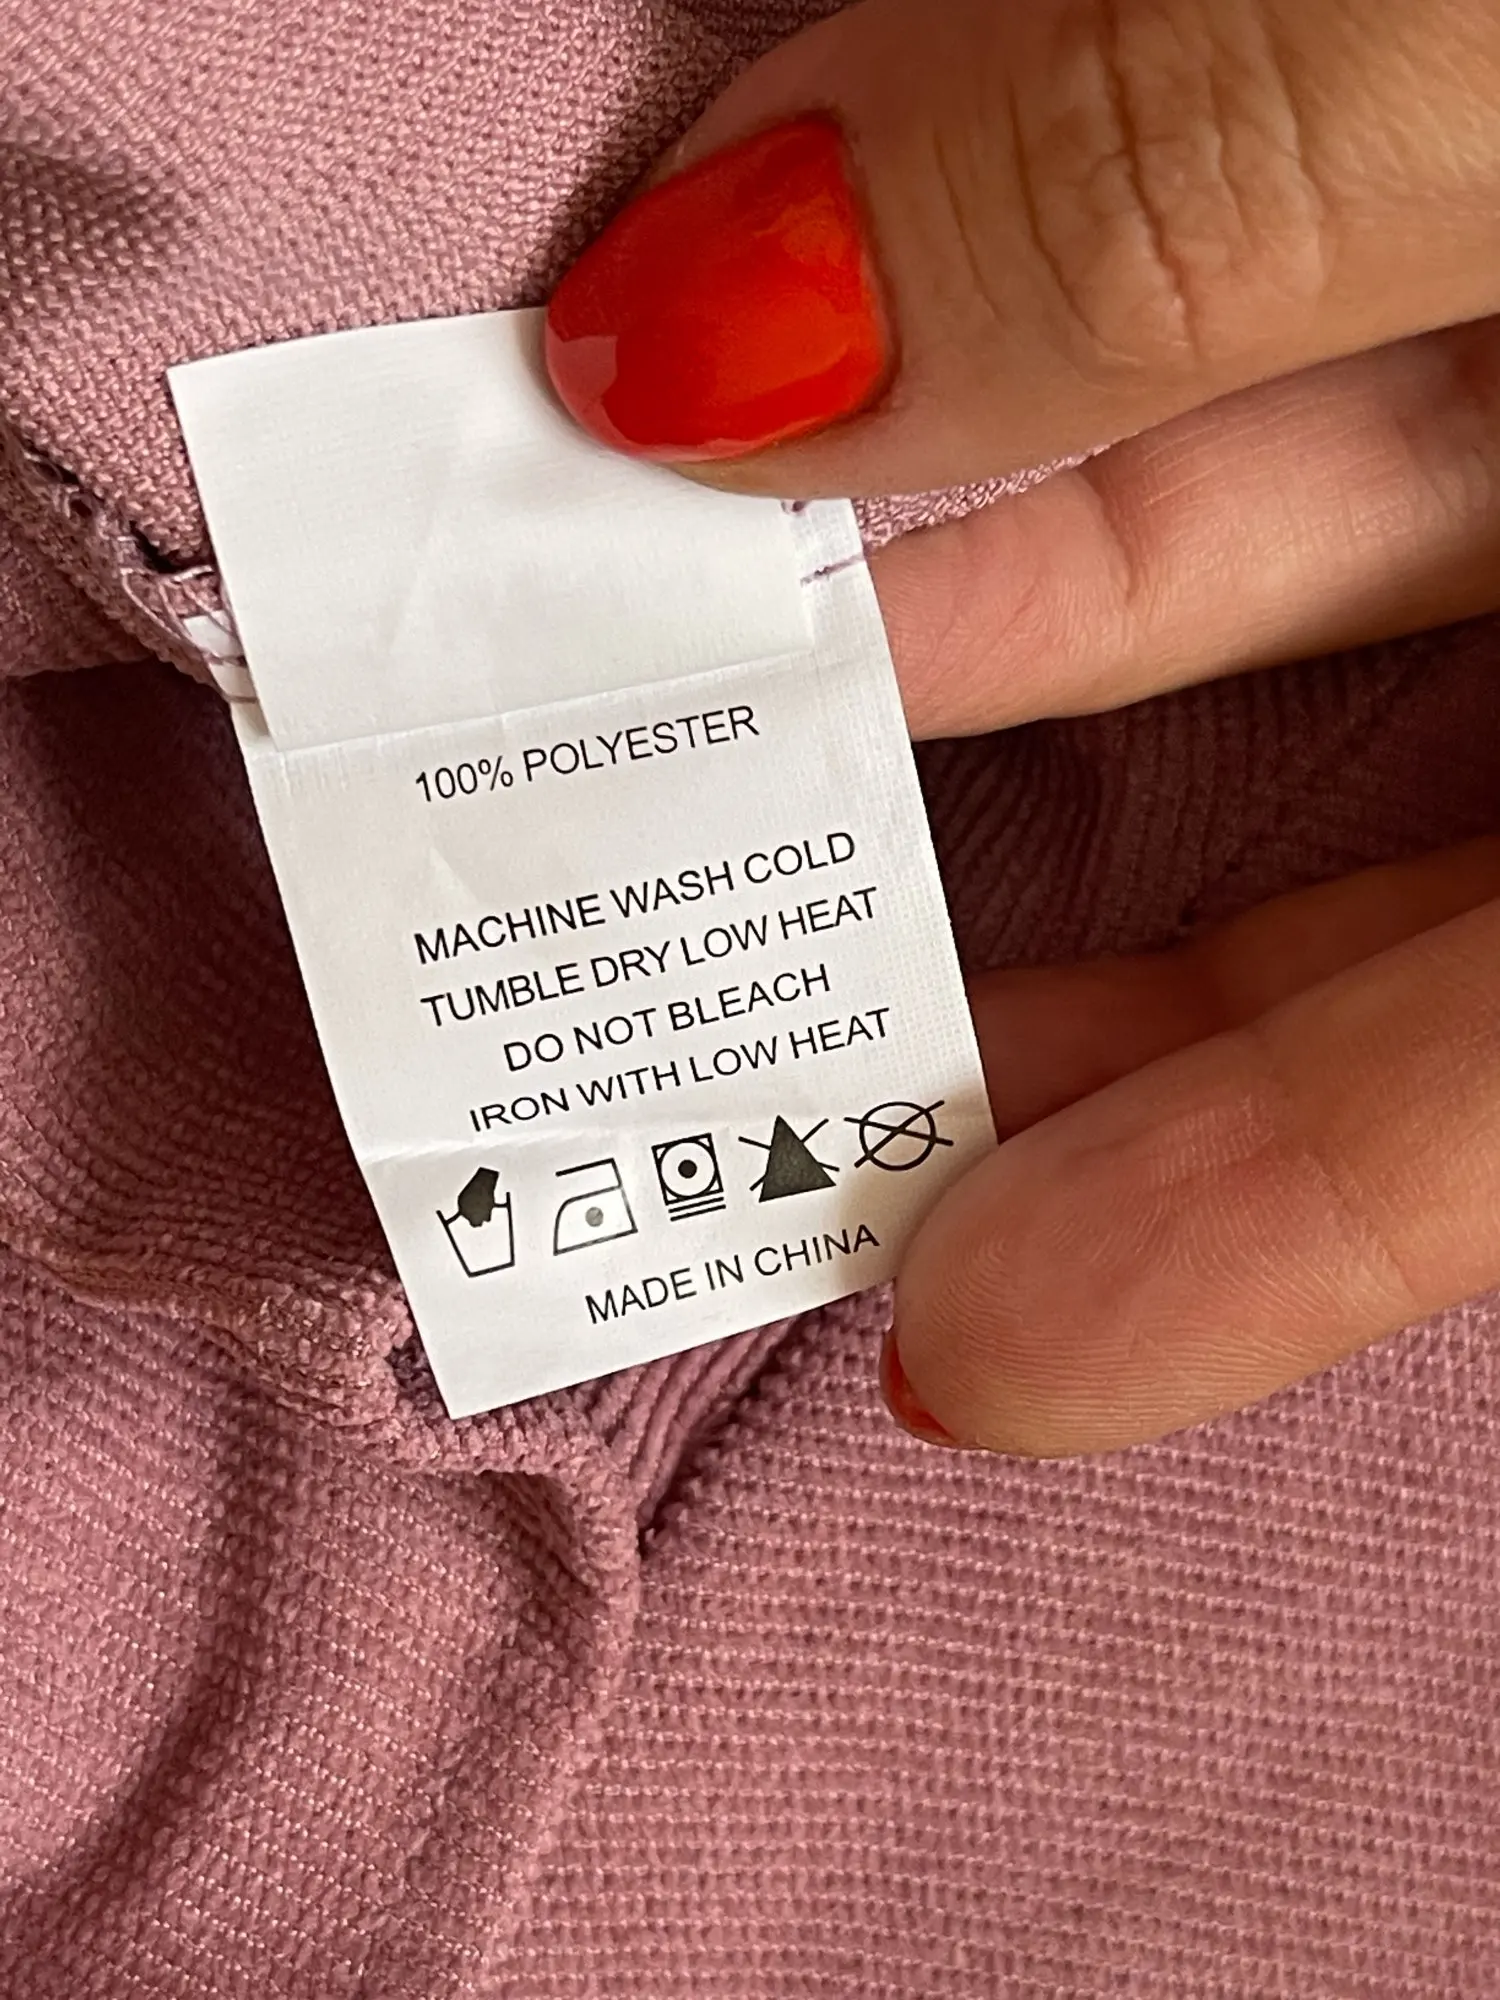 100% POLYESTER
MACHINE WASH COLD
TUMBLE DRY LOW HEAT
DO NOT BLEACH
IRON WITH LOW HEAT
MADE IN CHINA